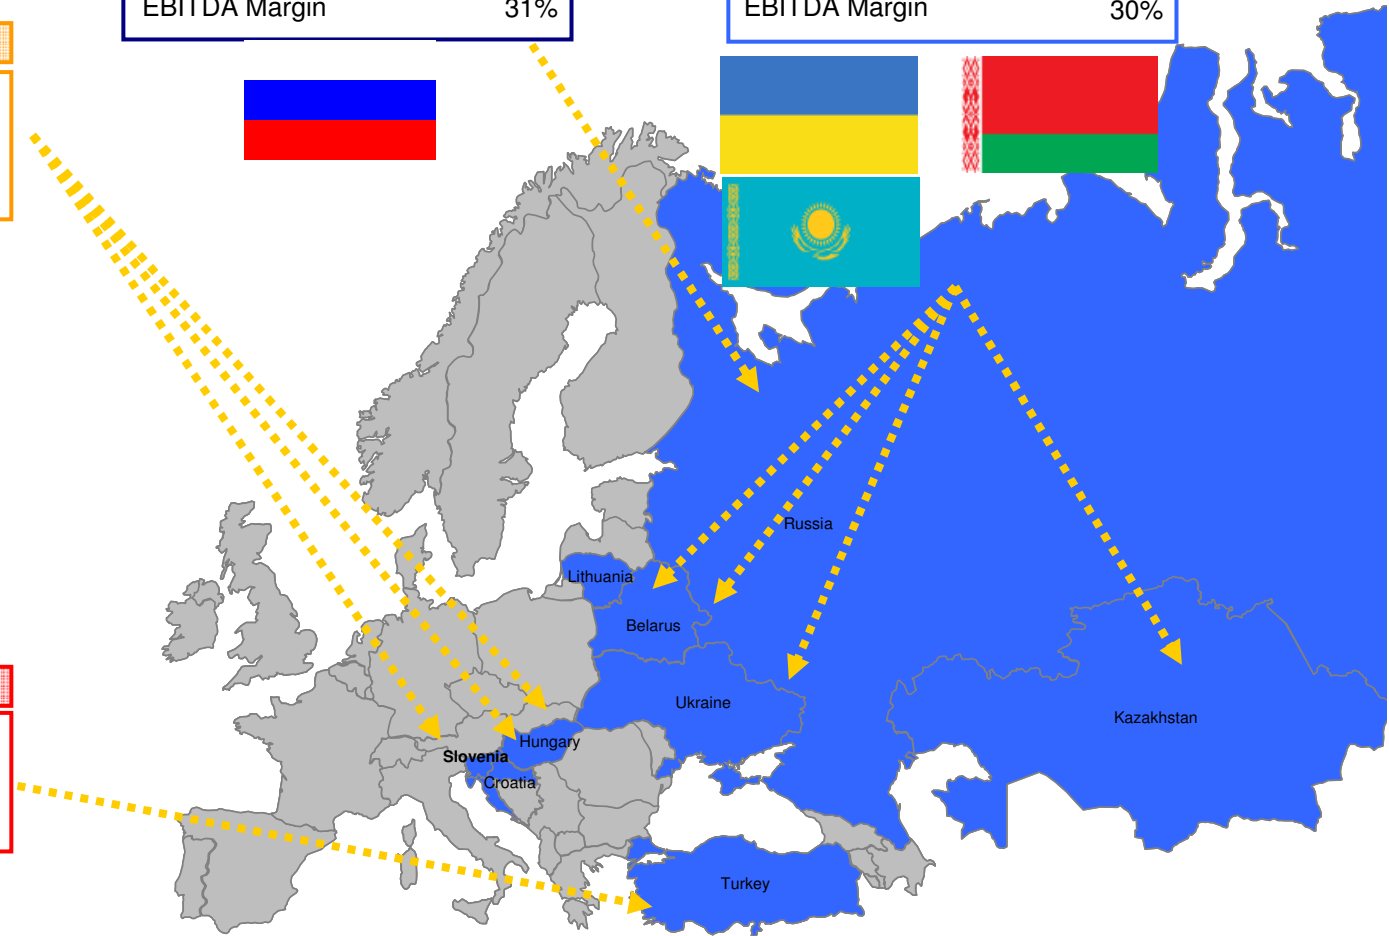 EBITDA Margin 31%
EBITDA Margin 30%
Russia
Lithuania
Belarus
Ukraine
Kazakhstan
Hungary
Slovenia
Croatia
Turkey